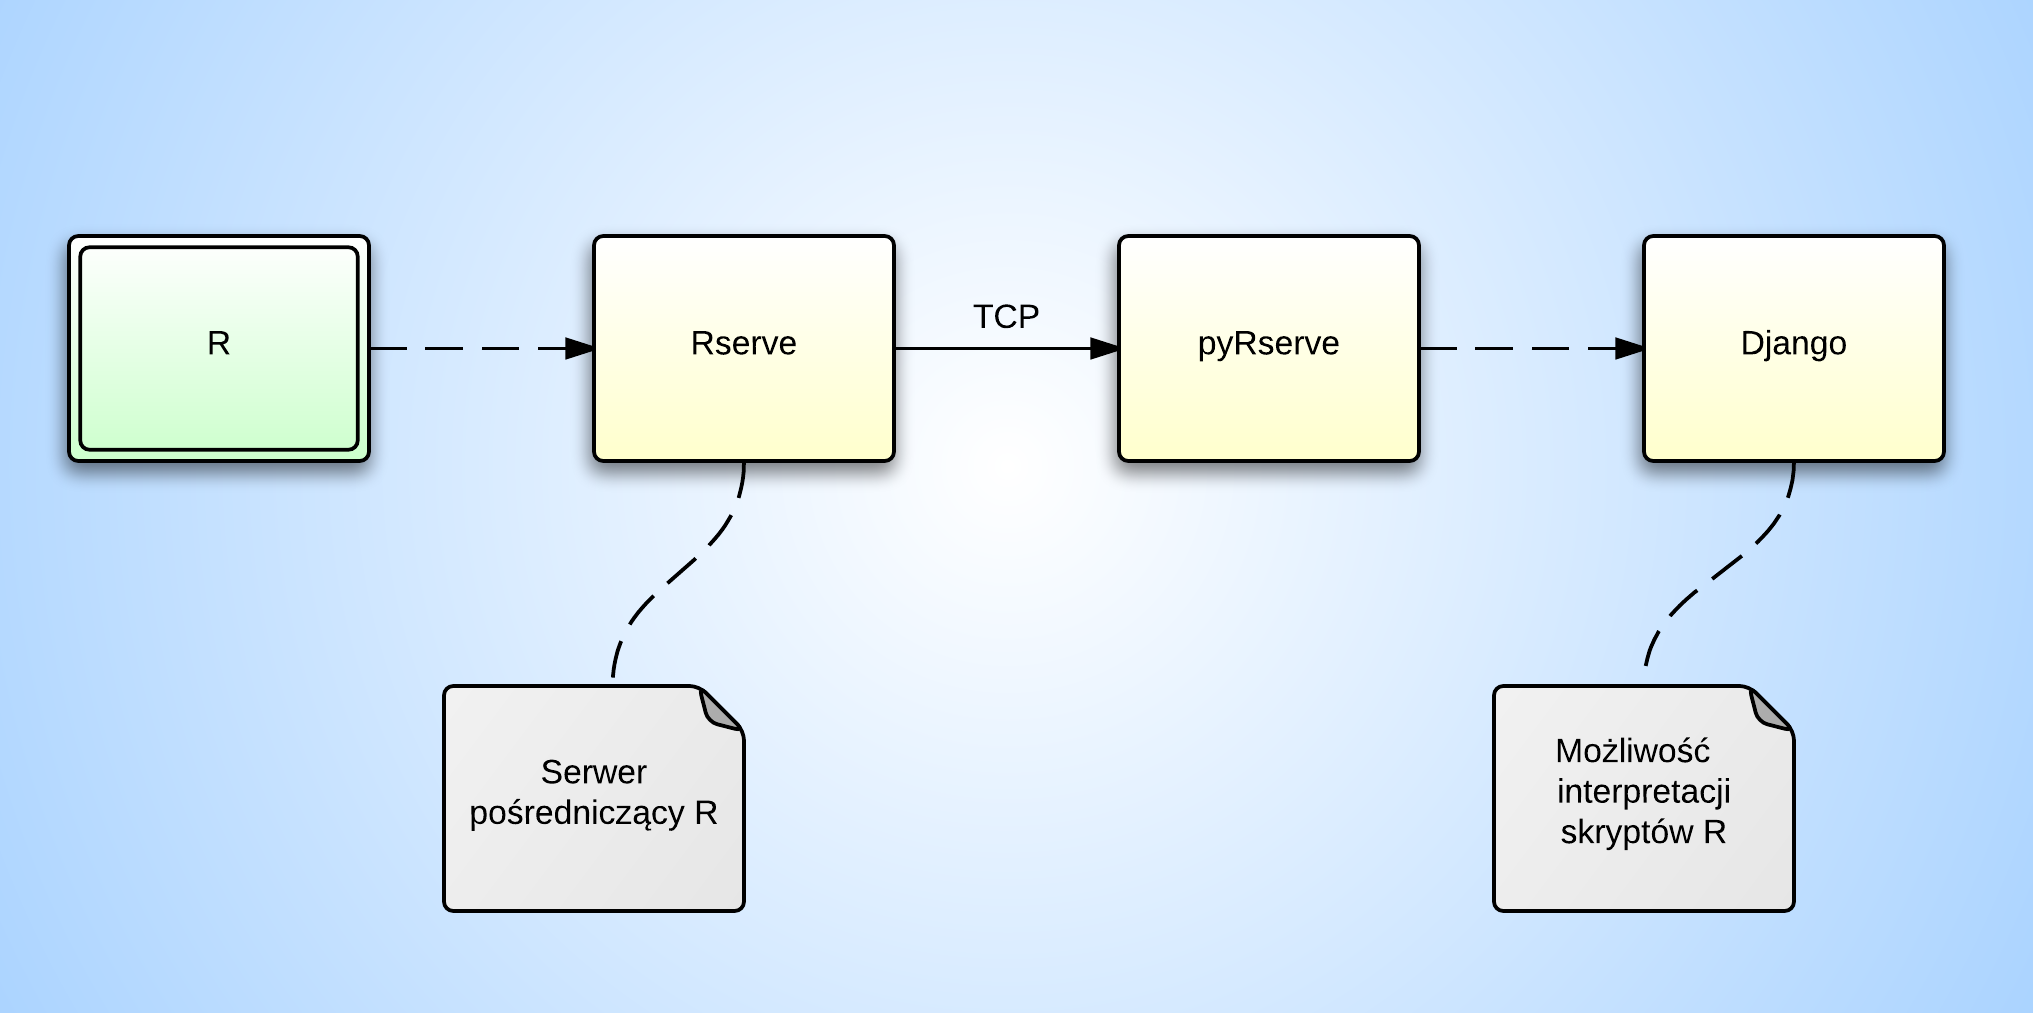 R
Rserve
TCP
pyRserve
Django
Serwer
pośredniczący R
Możliwość
interpretacji
skryptów R